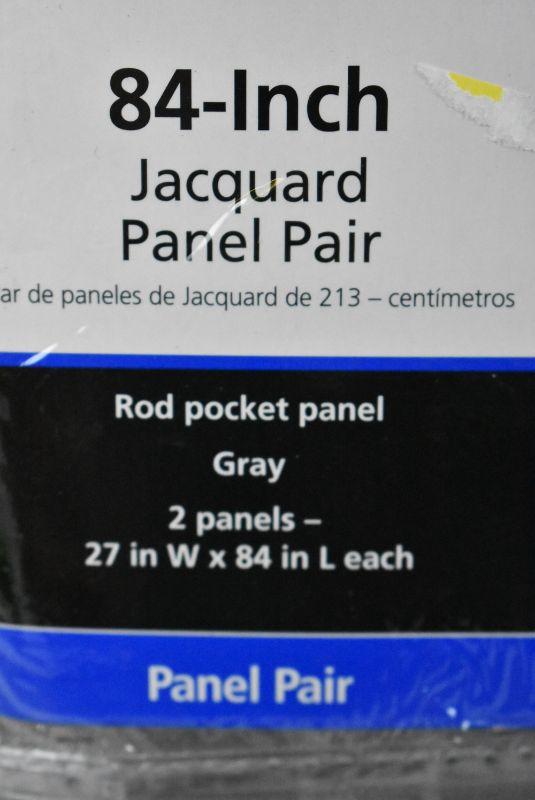 84-Inch
Jacquard
Panel Pair
ar de paneles de Jacquard de 213 – centímetros
Rod pocket panel
Gray
2 panels –
27 in W x 84 in L each
Panel Pair